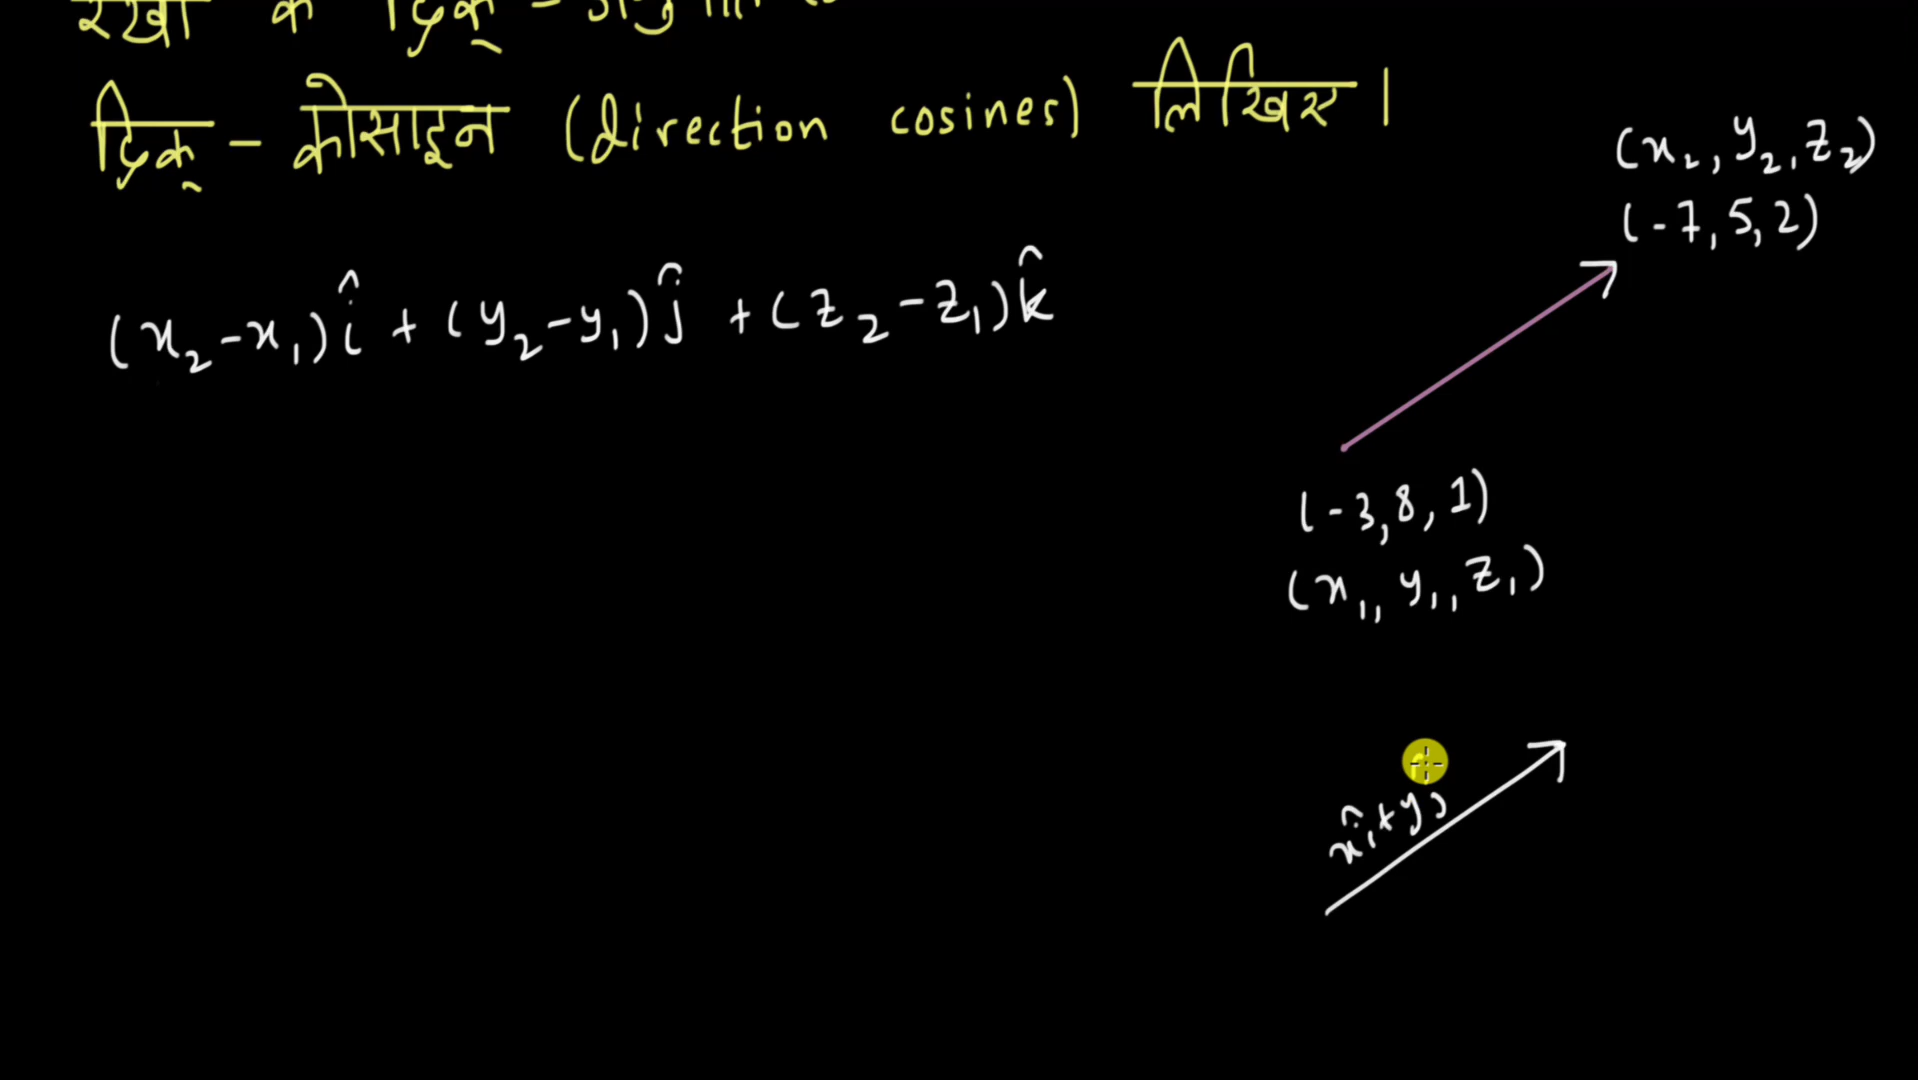 रेखा के दिक् -
दिक् - कोसाइन (direction cosines) लिखिए।
(x₂, y₂, z₂)
(-7, 5, 2)
(x₂-x₁)î + (y₂-y₁)ĵ + (z₂-z₁)k̂
(-3, 8, 1)
(x₁, y₁, z₁)
xî + yj